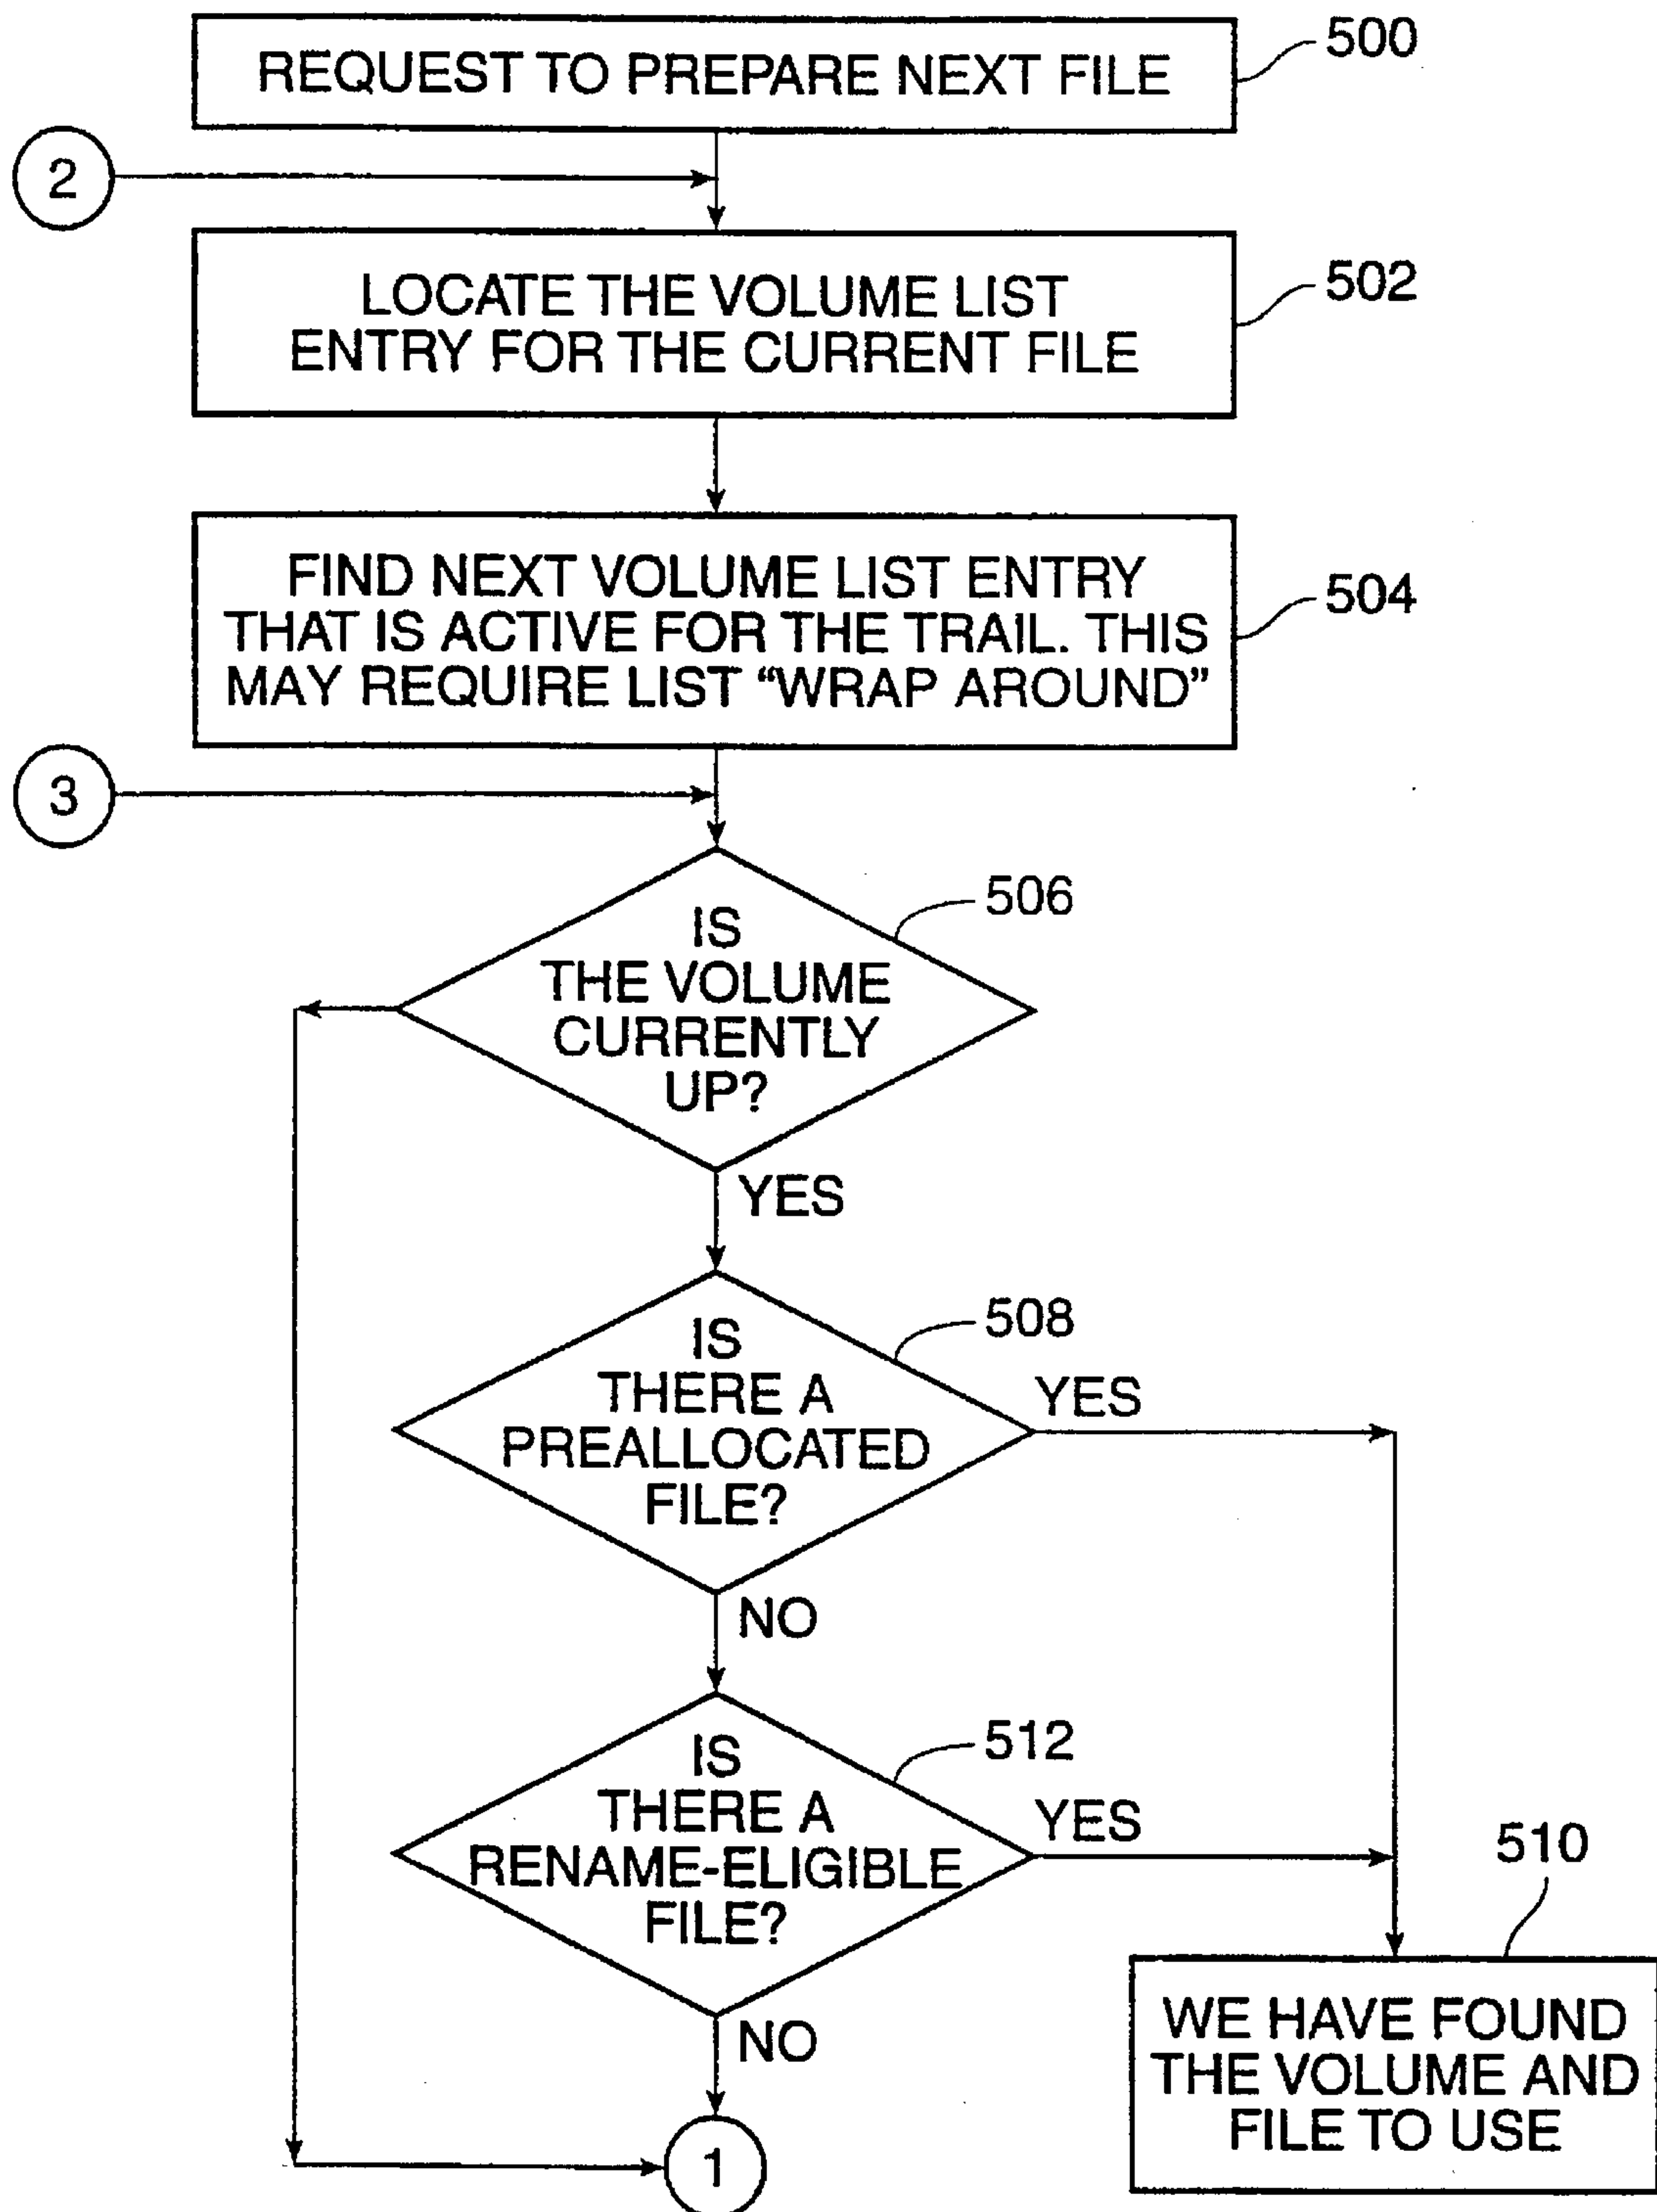 REQUEST TO PREPARE NEXT FILE
500
2
LOCATE THE VOLUME LIST
ENTRY FOR THE CURRENT FILE
502
FIND NEXT VOLUME LIST ENTRY
THAT IS ACTIVE FOR THE TRAIL. THIS
MAY REQUIRE LIST “WRAP AROUND”
504
3
506
IS
THE VOLUME
CURRENTLY
UP?
YES
508
IS
THERE A
PREALLOCATED
FILE?
YES
NO
512
IS
THERE A
RENAME-ELIGIBLE
FILE?
YES
510
NO
WE HAVE FOUND
THE VOLUME AND
FILE TO USE
1